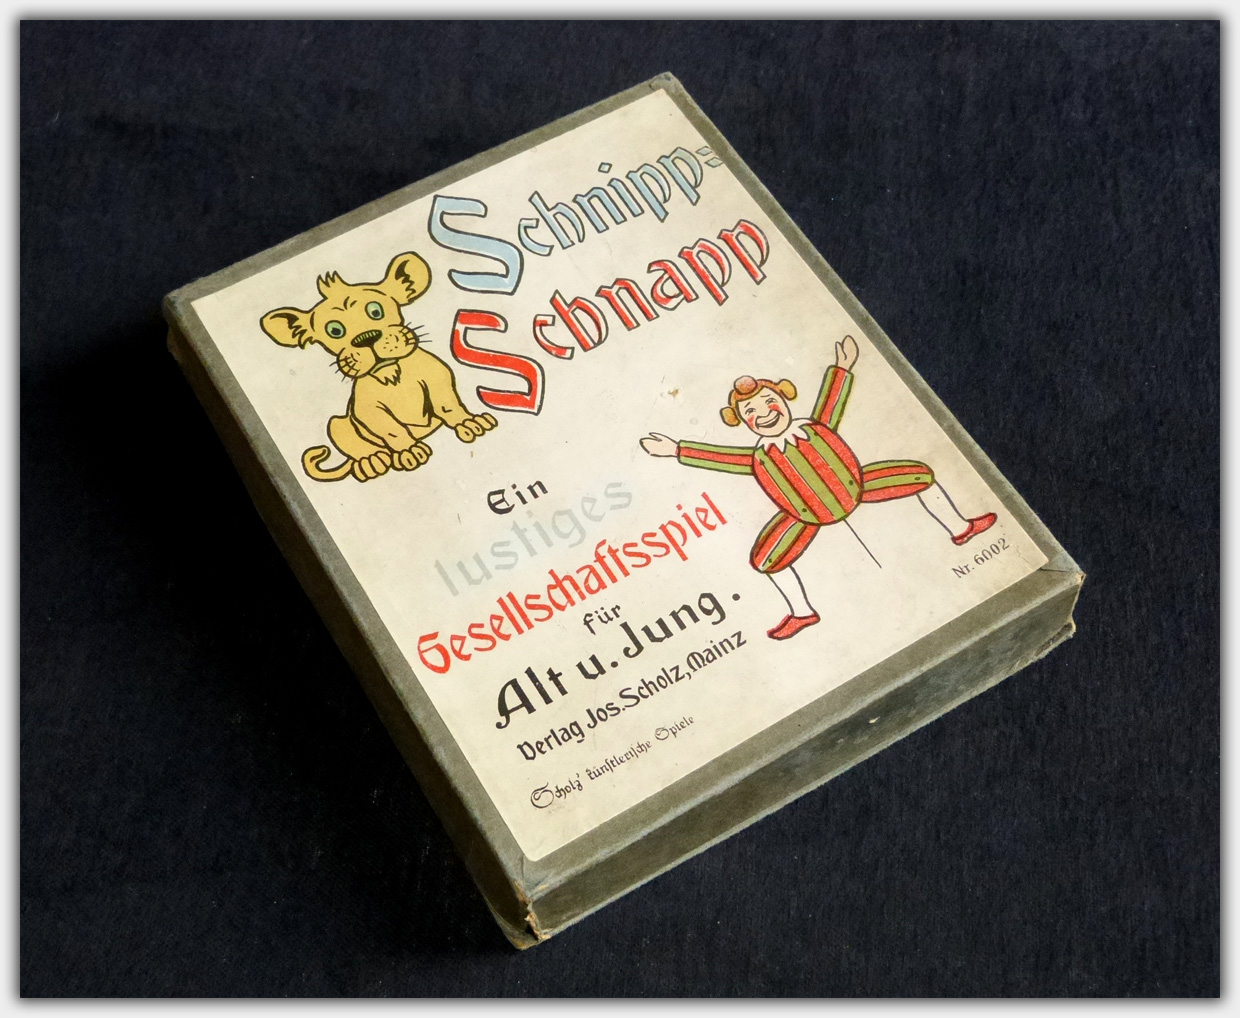 Schnipp=
Schnapp
Ein
lustiges
Gesellschaftsspiel
für
Alt u. Jung.
Verlag Jos. Scholz, Mainz
Scholz' künstlerische Spiele
Nr. 6002